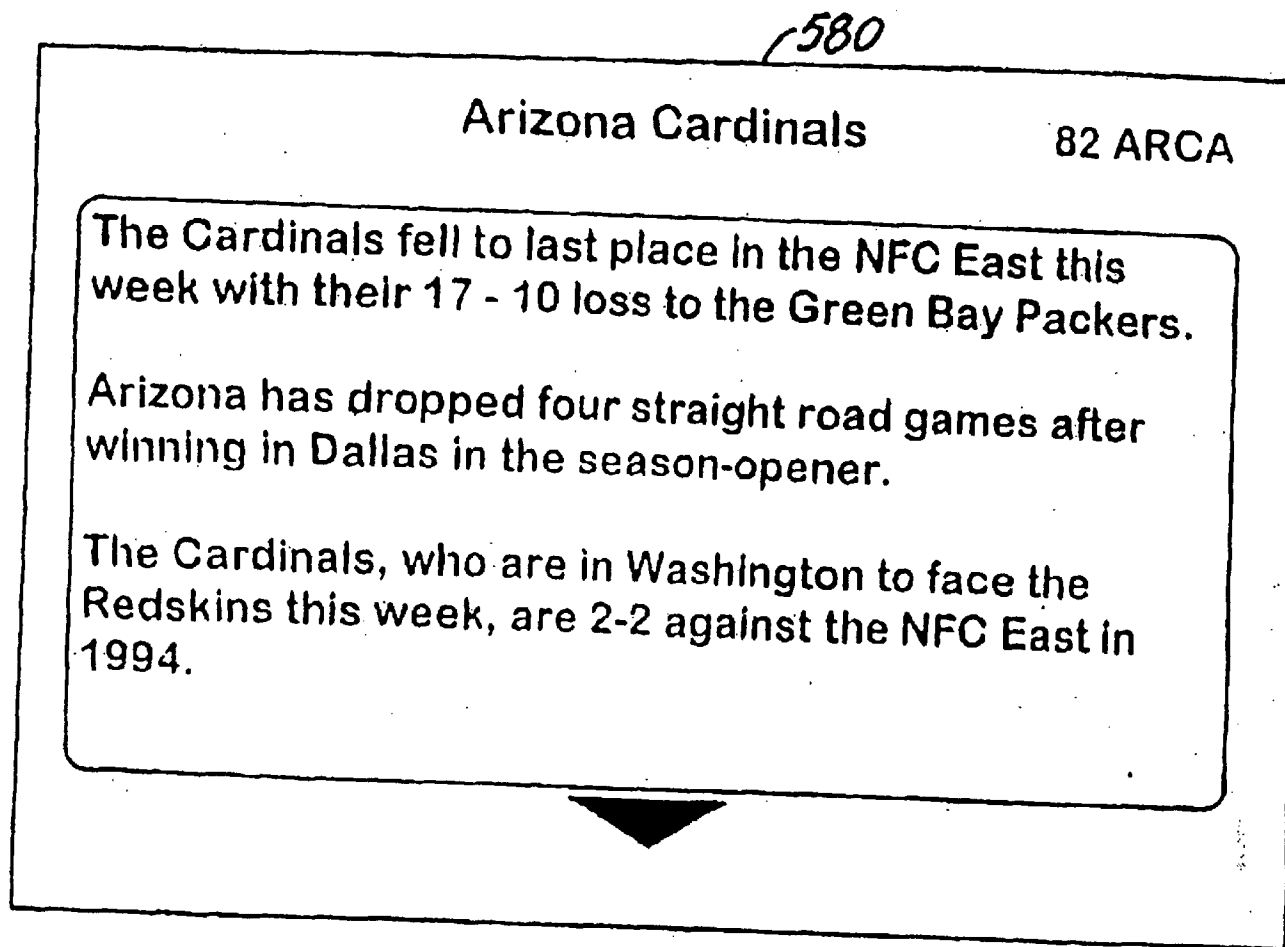 580
Arizona Cardinals 82 ARCA
The Cardinals fell to last place in the NFC East this
week with their 17 - 10 loss to the Green Bay Packers.
Arizona has dropped four straight road games after
winning in Dallas in the season-opener.
The Cardinals, who are in Washington to face the
Redskins this week, are 2-2 against the NFC East in
1994.